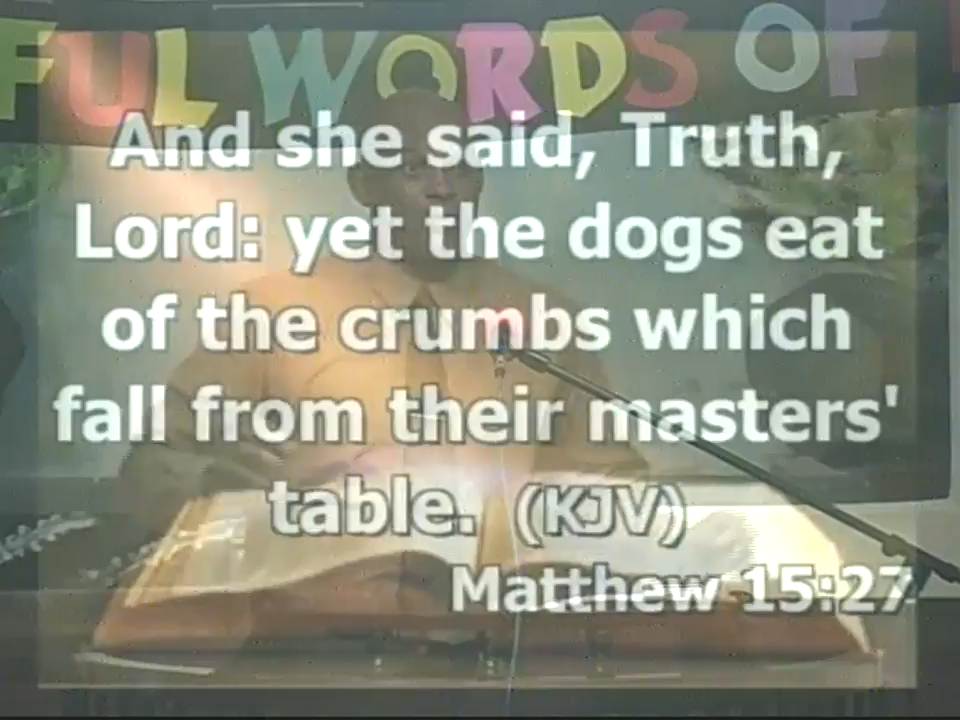 FUL WORDS OF
And she said, Truth,
Lord: yet the dogs eat
of the crumbs which
fall from their masters'
table. (KJV)
Matthew 15:27